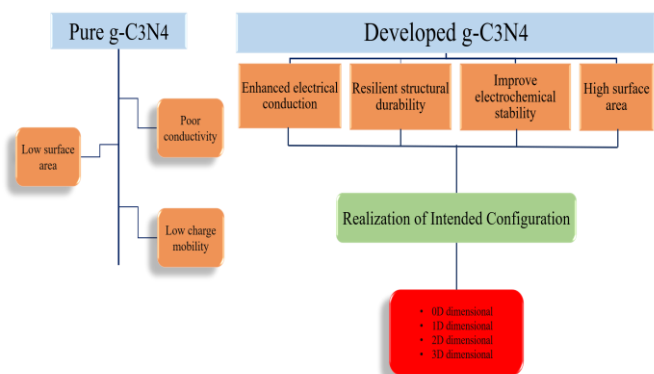 Pure g-C3N4
Poor
conductivity
Low surface
area
Low charge
mobility
Developed g-C3N4
Enhanced electrical
conduction
Resilient structural
durability
Improve
electrochemical
stability
High surface
area
Realization of Intended Configuration
• 0D dimensional
• 1D dimensional
• 2D dimensional
• 3D dimensional